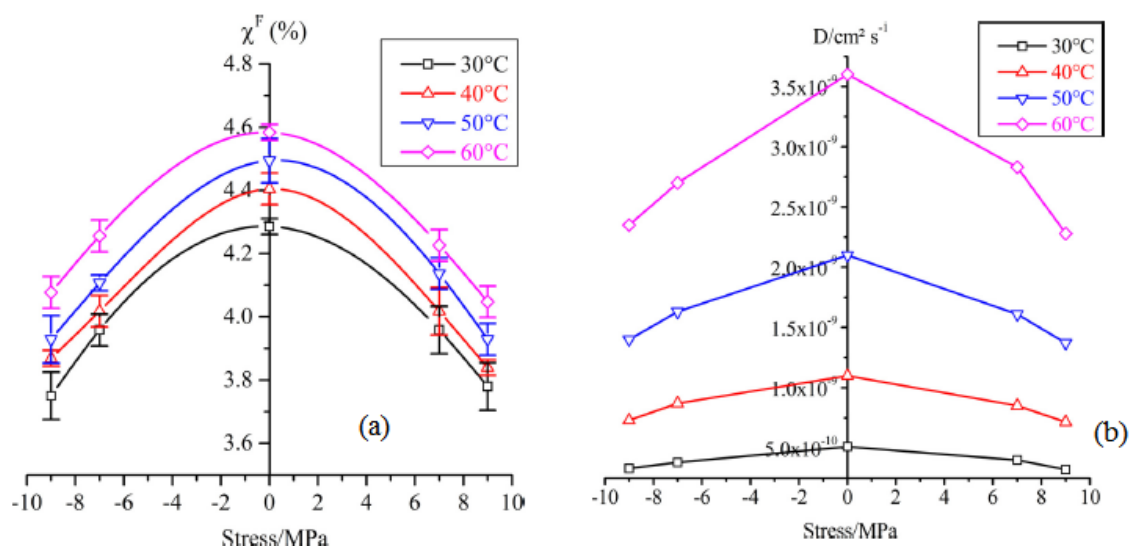 χᶠ (%)
30°C
40°C
50°C
60°C
4.8
4.6
4.4
4.2
4.0
3.8
3.6
-10 -8 -6 -4 -2 0 2 4 6 8 10
Stress/MPa
(a)
D/cm² s⁻¹
30°C
40°C
50°C
60°C
3.5x10⁻⁹
3.0x10⁻⁹
2.5x10⁻⁹
2.0x10⁻⁹
1.5x10⁻⁹
1.0x10⁻⁹
5.0x10⁻¹⁰
-10 -8 -6 -4 -2 0 2 4 6 8 10
Stress/MPa
(b)